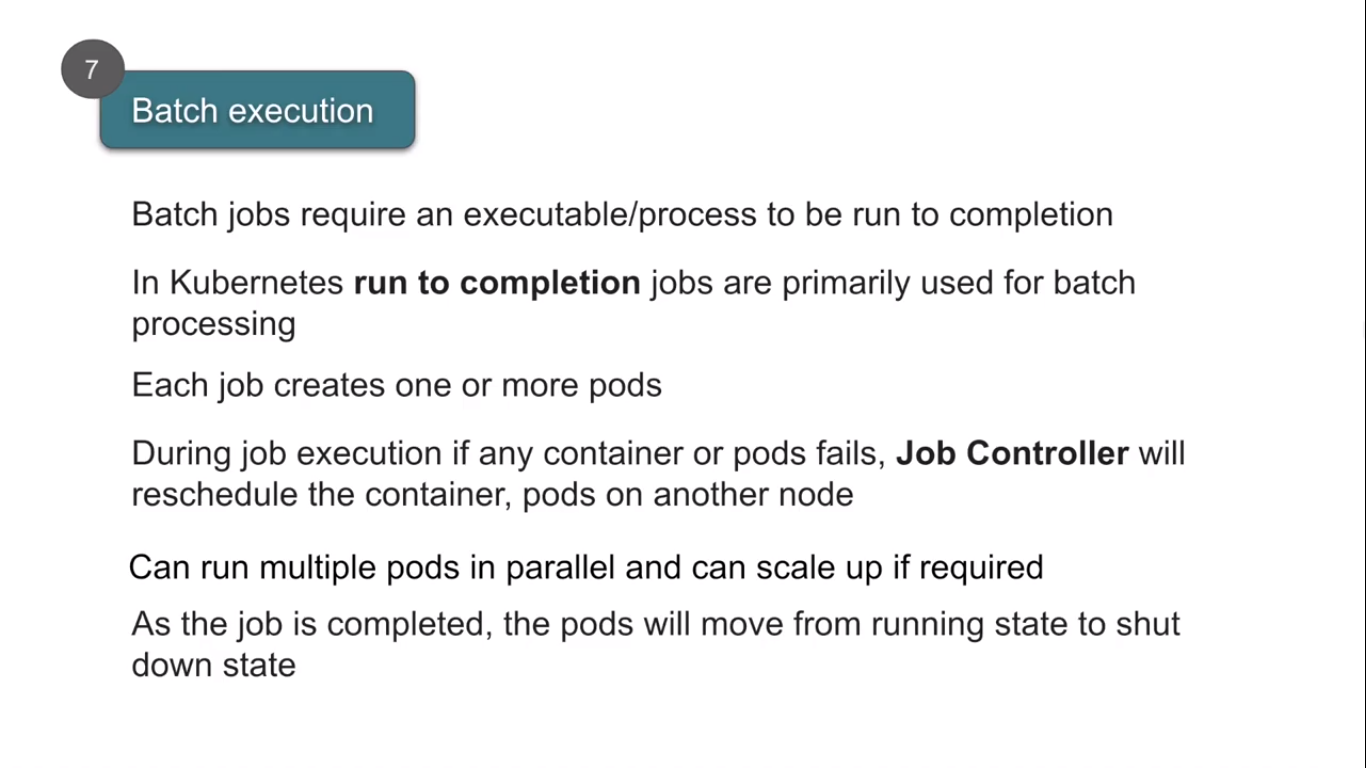 7
Batch execution
Batch jobs require an executable/process to be run to completion
In Kubernetes run to completion jobs are primarily used for batch
processing
Each job creates one or more pods
During job execution if any container or pods fails, Job Controller will
reschedule the container, pods on another node
Can run multiple pods in parallel and can scale up if required
As the job is completed, the pods will move from running state to shut
down state